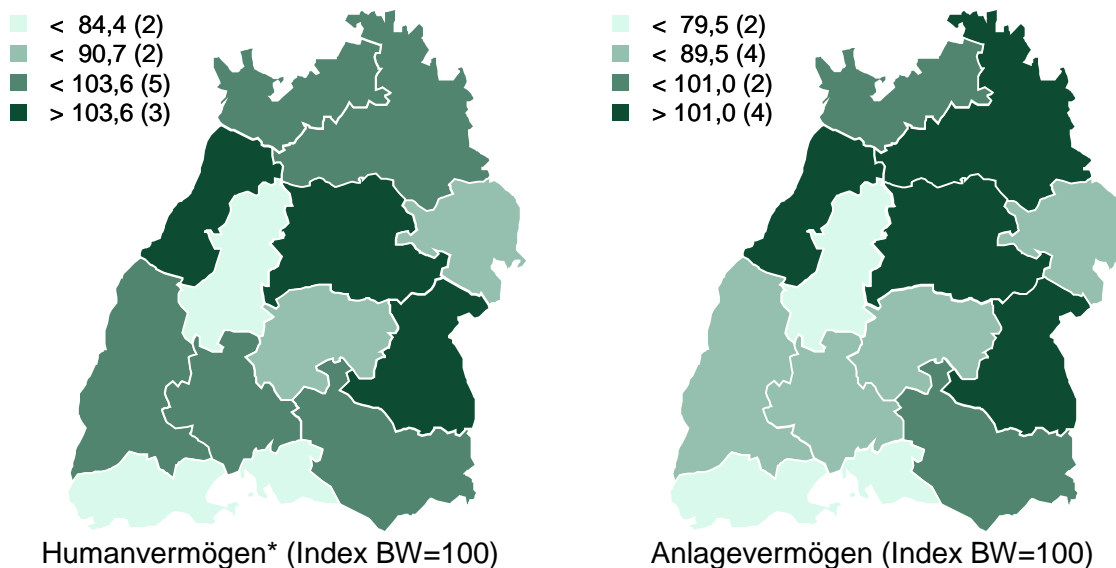 < 84,4 (2)
< 90,7 (2)
< 103,6 (5)
> 103,6 (3)
Humanvermögen* (Index BW=100)
< 79,5 (2)
< 89,5 (4)
< 101,0 (2)
> 101,0 (4)
Anlagevermögen (Index BW=100)